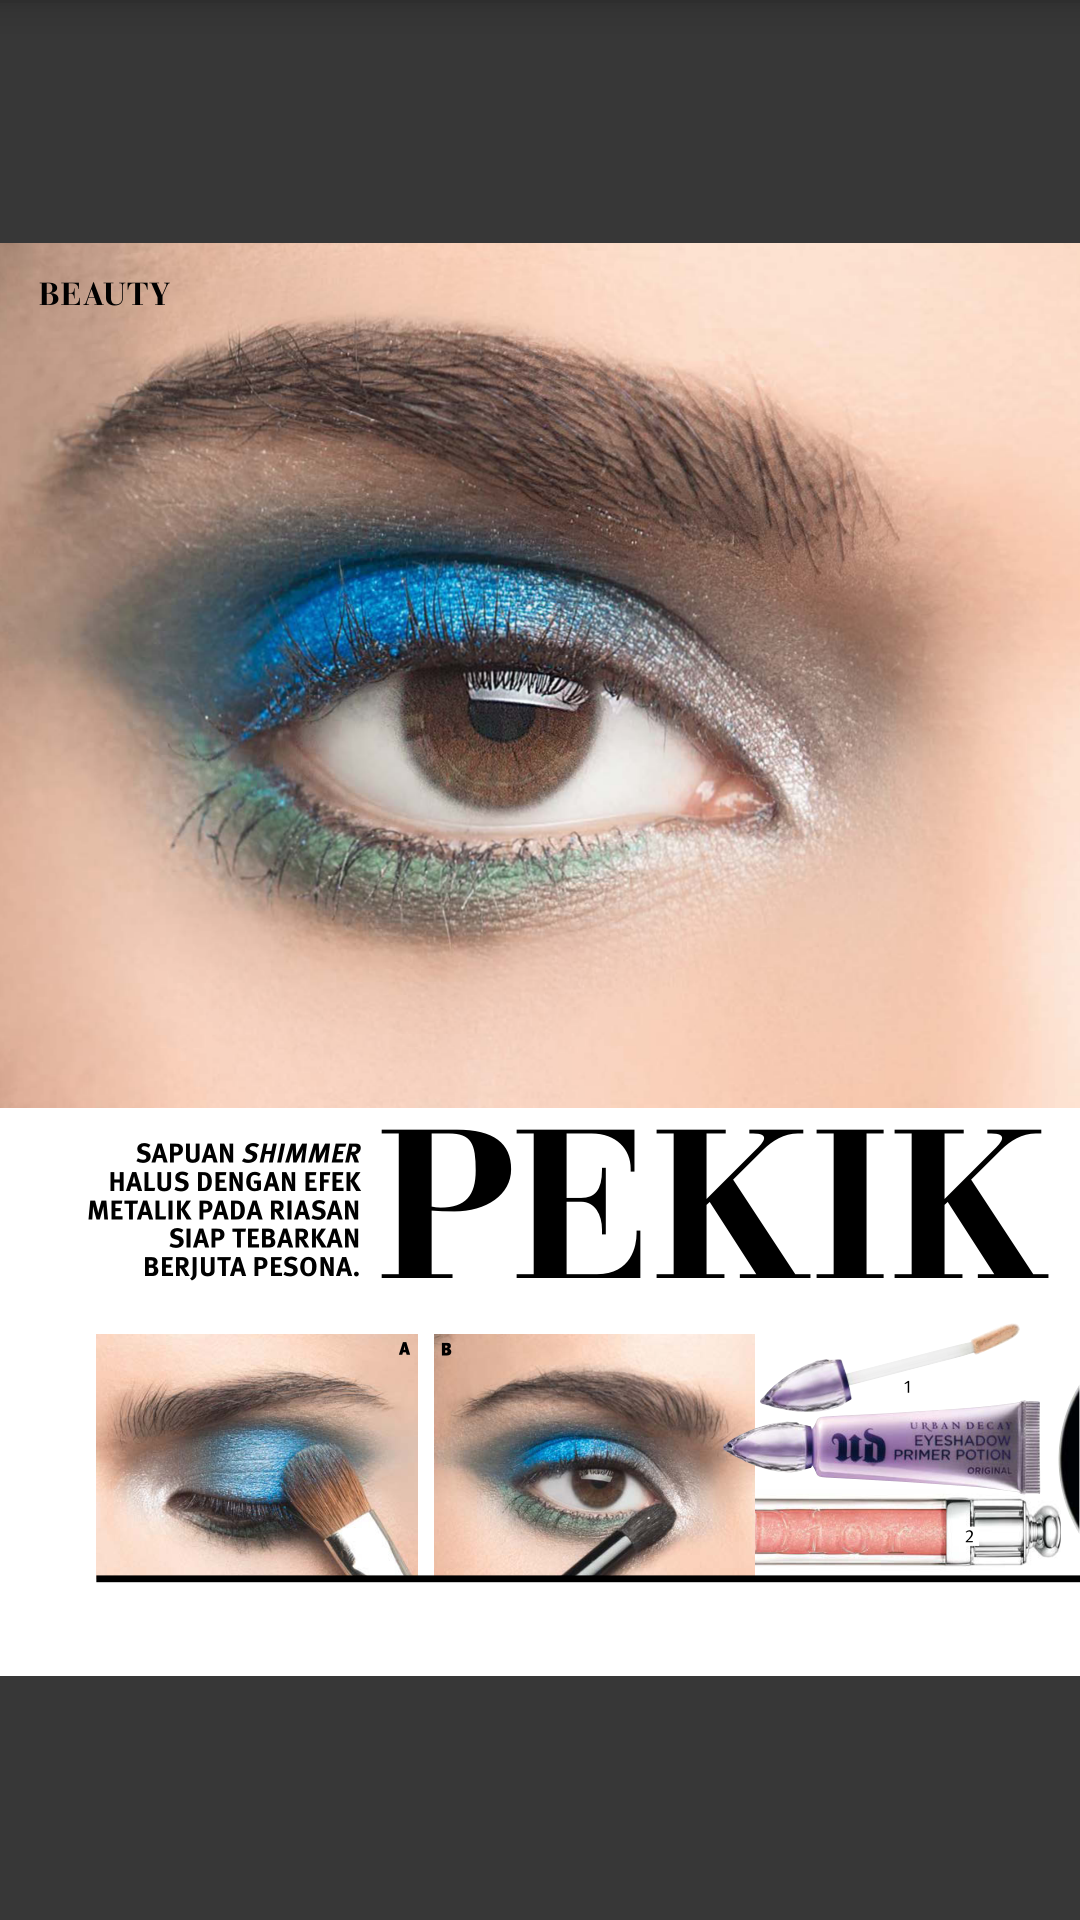 BEAUTY
SAPUAN SHIMMER
HALUS DENGAN EFEK
METALIK PADA RIASAN
SIAP TEBARKAN
BERJUTA PESONA.
PEKIK
A
B
1
URBAN DECAY
ud
EYESHADOW
PRIMER POTION
ORIGINAL
2